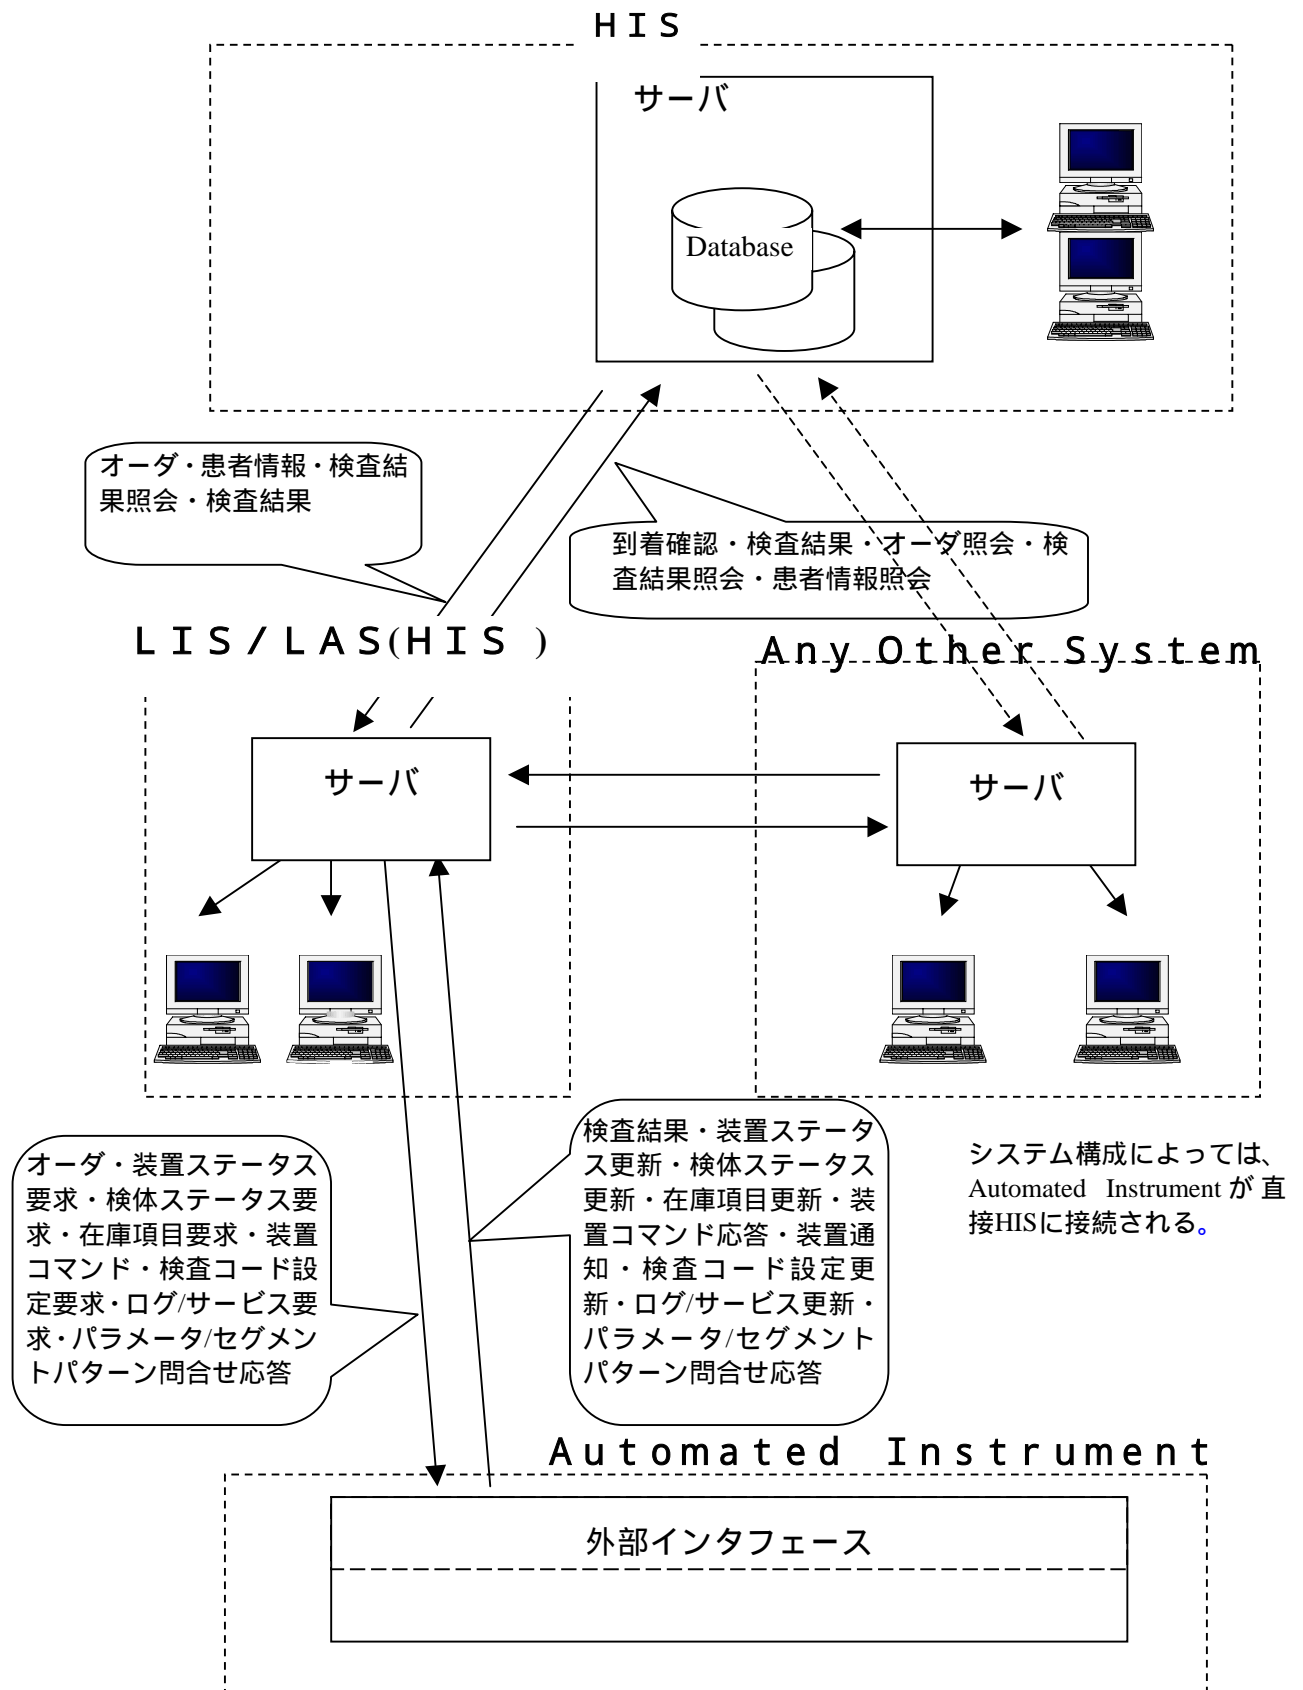 ＨＩＳ
サーバ
Database
オーダ・患者情報・検査結
果照会・検査結果
到着確認・検査結果・オーダ照会・検
査結果照会・患者情報照会
ＬＩＳ／ＬＡＳ(ＨＩＳ )
Ａｎｙ Ｏｔｈｅｒ Ｓｙｓｔｅｍ
サーバ
サーバ
オーダ・装置ステータス
要求・検体ステータス要
求・在庫項目要求・装置
コマンド・検査コード設
定要求・ログ/サービス要
求・パラメータ/セグメン
トパターン問合せ応答
検査結果・装置ステータ
ス更新・検体ステータス
更新・在庫項目更新・装
置コマンド応答・装置通
知・検査コード設定更
新・ログ/サービス更新・
パラメータ/セグメント
パターン問合せ応答
システム構成によっては、
Automated Instrument が 直
接HISに接続される。
Ａｕｔｏｍａｔｅｄ Ｉｎｓｔｒｕｍｅｎｔ
外部インタフェース